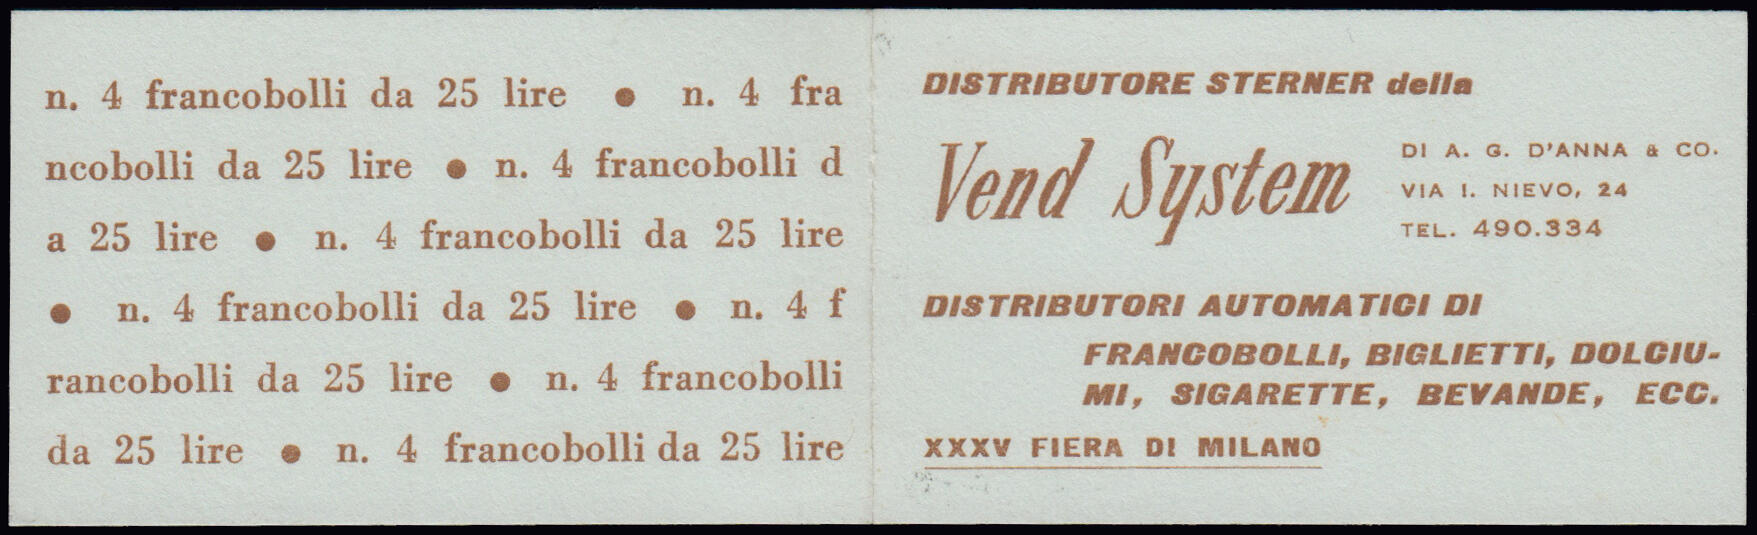 n. 4 francobolli da 25 lire ● n. 4 fra
ncobolli da 25 lire ● n. 4 francobolli d
a 25 lire ● n. 4 francobolli da 25 lire
● n. 4 francobolli da 25 lire ● n. 4 f
rancobolli da 25 lire ● n. 4 francobolli
da 25 lire ● n. 4 francobolli da 25 lire
DISTRIBUTORE STERNER della
Vend System
DI A. G. D'ANNA & CO.
VIA I. NIEVO, 24
TEL. 490.334
DISTRIBUTORI AUTOMATICI DI
FRANCOBOLLI, BIGLIETTI, DOLCIU-
MI, SIGARETTE, BEVANDE, ECC.
XXXV FIERA DI MILANO